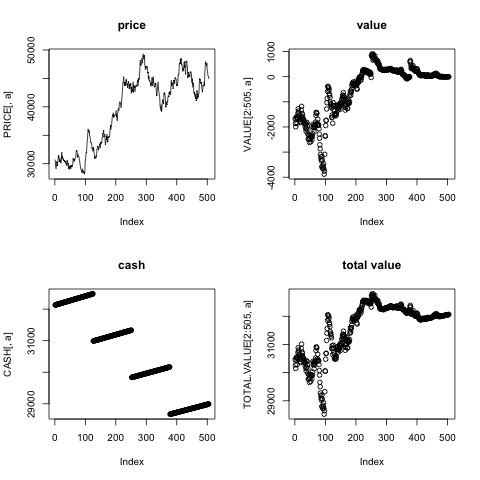 price
PRICE[, a]
30000
40000
50000
0
100
200
300
400
500
Index
value
VALUE[2:505, a]
-4000
-2000
0
1000
0
100
200
300
400
500
Index
cash
CASH[, a]
29000
31000
0
100
200
300
400
500
Index
total value
TOTAL.VALUE[2:505, a]
29000
31000
0
100
200
300
400
500
Index